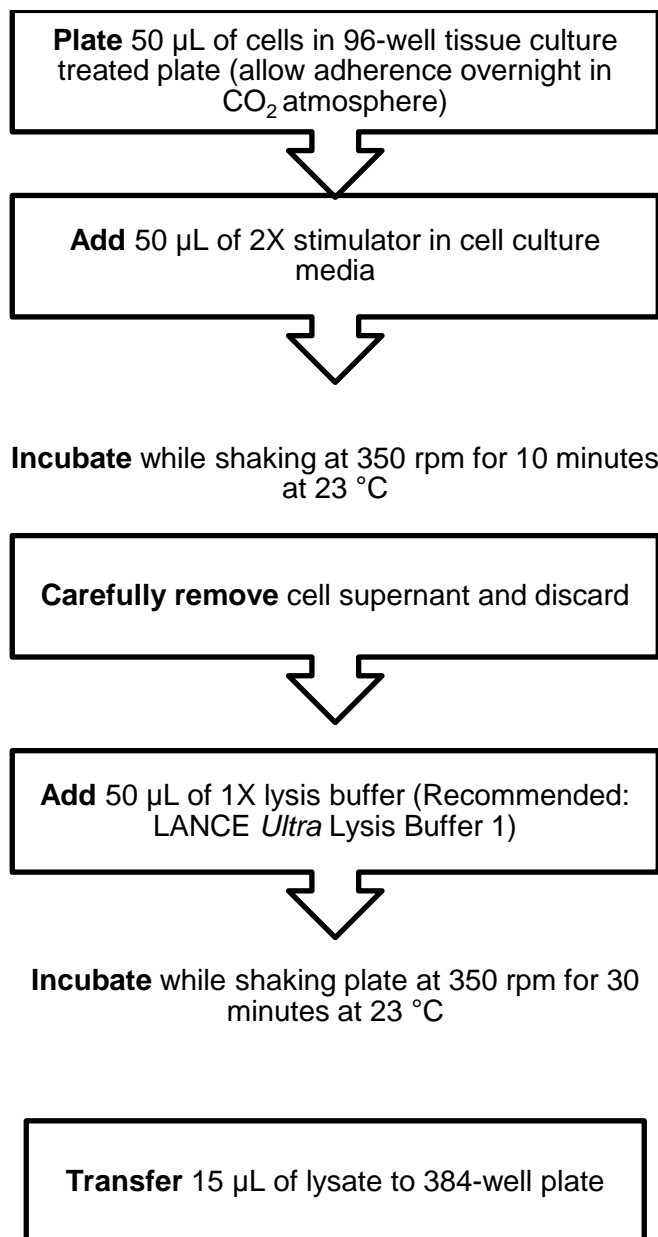 Plate 50 µL of cells in 96-well tissue culture
treated plate (allow adherence overnight in
CO₂ atmosphere)
Add 50 µL of 2X stimulator in cell culture
media
Incubate while shaking at 350 rpm for 10 minutes
at 23 °C
Carefully remove cell supernant and discard
Add 50 µL of 1X lysis buffer (Recommended:
LANCE Ultra Lysis Buffer 1)
Incubate while shaking plate at 350 rpm for 30
minutes at 23 °C
Transfer 15 µL of lysate to 384-well plate